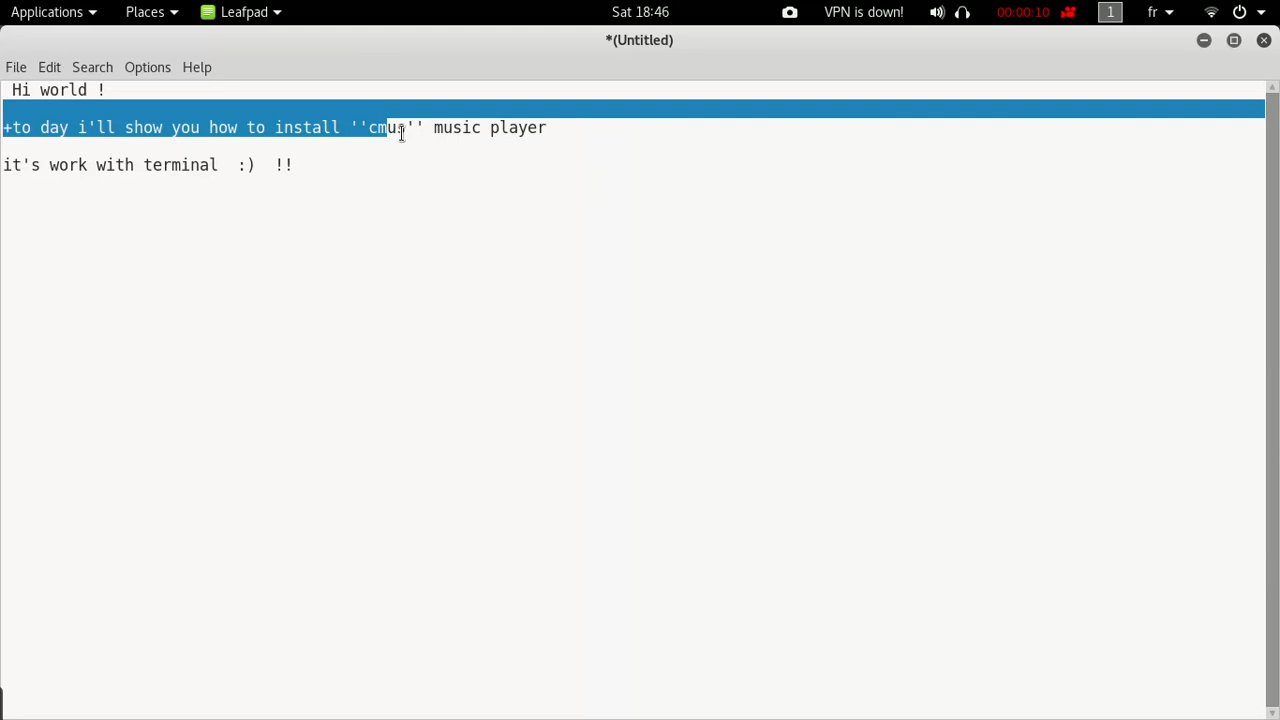 Applications Places Leafpad Sat 18:46 VPN is down! 00:00:10 1 fr
*(Untitled)
File Edit Search Options Help
Hi world !
+to day i'll show you how to install ''cmus'' music player
it's work with terminal :) !!